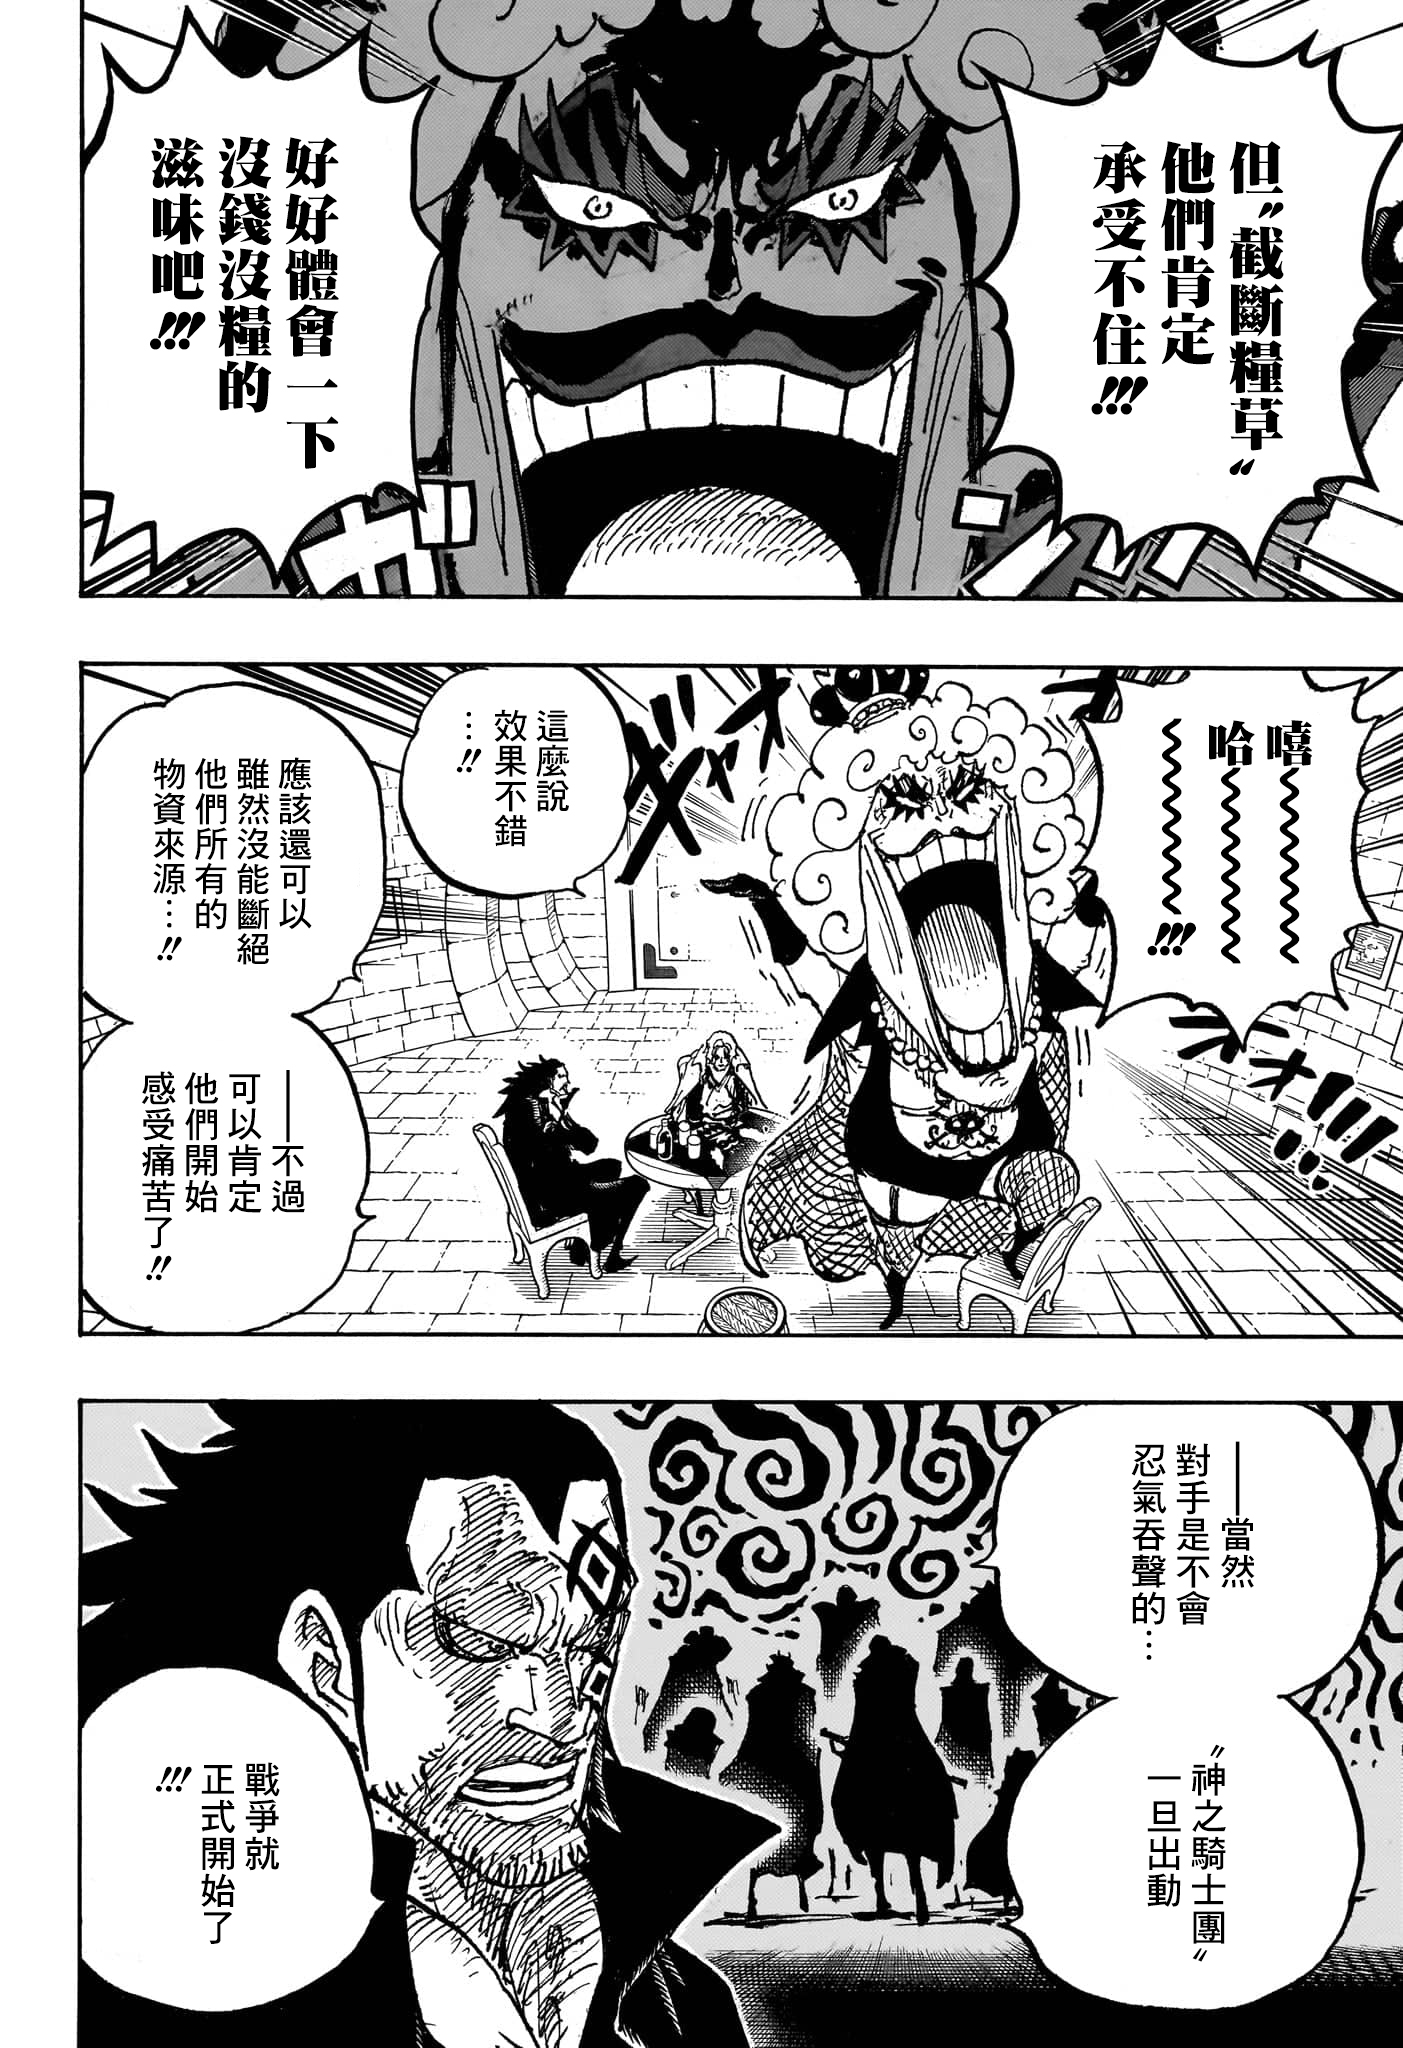 但〝截斷糧草〟
他們肯定
承受不住!!!
好好體會一下
沒錢沒糧的
滋味吧!!!
嘻～～～
哈～～～
～～～!!!
這麼說
效果不錯
…!!
應該還可以
雖然沒能斷絕
他們所有的
物資來源…!!
——不過
可以肯定
他們開始
感受痛苦了!!
——當然
對手是不會
忍氣吞聲的…
〝神之騎士團〟
一旦出動
戰爭就
正式開始了
!!!